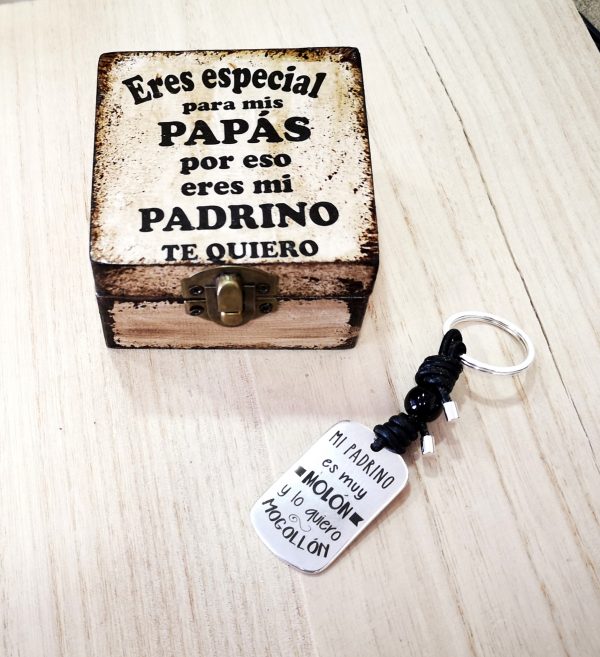 Eres especial
para mis
PAPÁS
por eso
eres mi
PADRINO
TE QUIERO
MI PADRINO
es muy
MOLÓN
y lo quiero
MOGOLLÓN